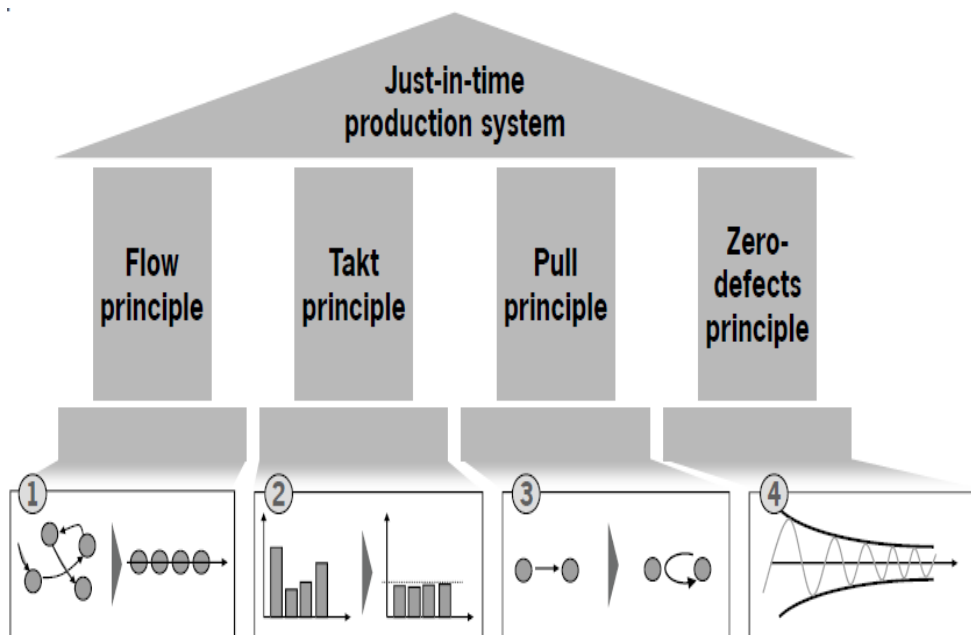 Just-in-time
production system
Flow
principle
Takt
principle
Pull
principle
Zero-
defects
principle
1
2
3
4